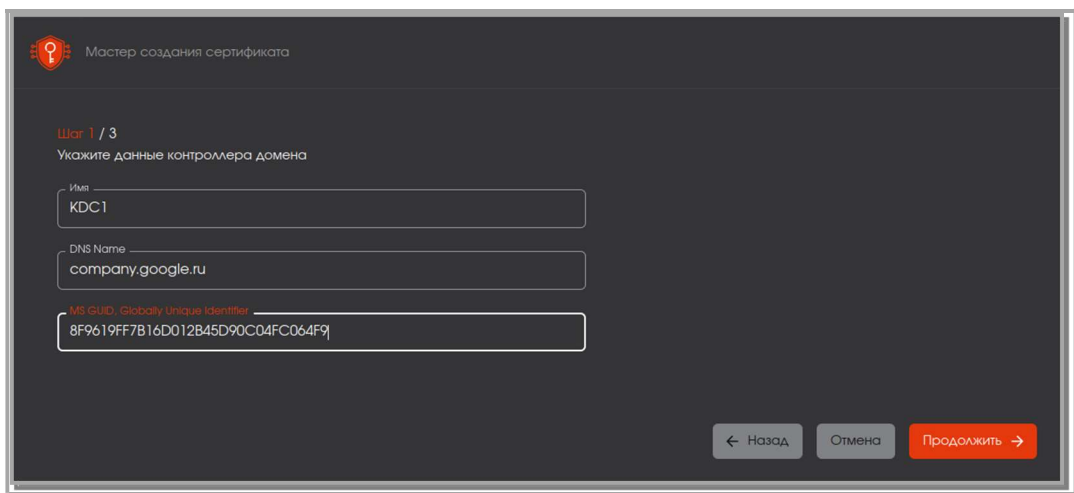 Мастер создания сертификата
Шаг 1 / 3
Укажите данные контроллера домена
Имя
KDC1
DNS Name
company.google.ru
MS GUID, Globally Unique Identifier
8F9619FF7B16D012B45D90C04FC064F9
← Назад
Отмена
Продолжить →